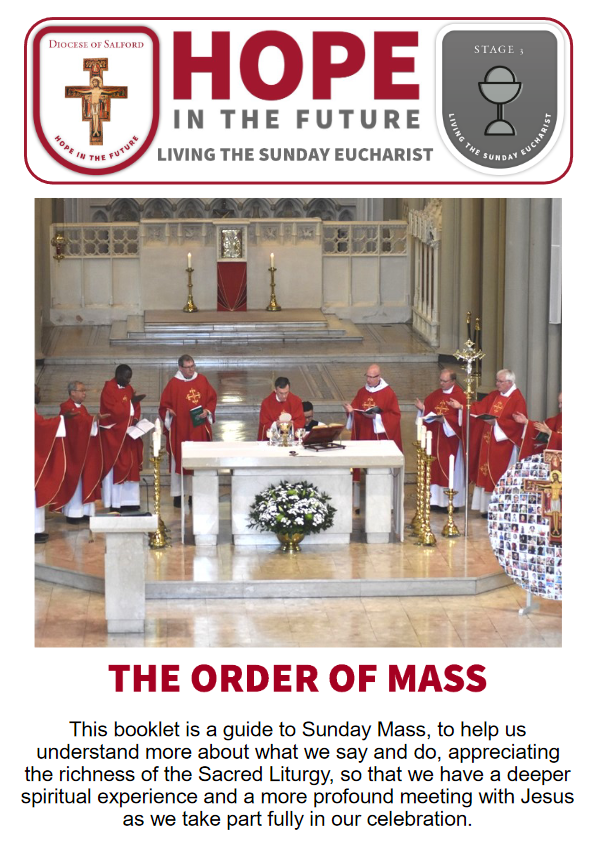 DIOCESE OF SALFORD
HOPE IN THE FUTURE
HOPE
IN THE FUTURE
LIVING THE SUNDAY EUCHARIST
STAGE 3
LIVING THE SUNDAY EUCHARIST
THE ORDER OF MASS
This booklet is a guide to Sunday Mass, to help us
understand more about what we say and do, appreciating
the richness of the Sacred Liturgy, so that we have a deeper
spiritual experience and a more profound meeting with Jesus
as we take part fully in our celebration.